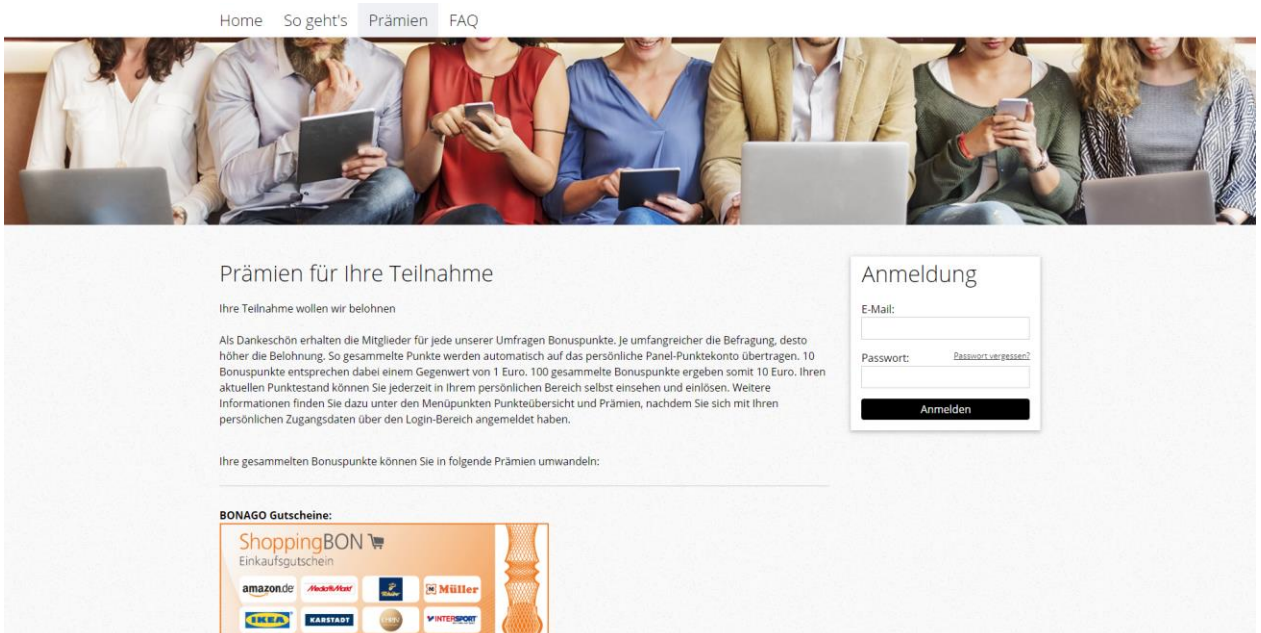 Home So geht's Prämien FAQ
Prämien für Ihre Teilnahme
Ihre Teilnahme wollen wir belohnen
Als Dankeschön erhalten die Mitglieder für jede unserer Umfragen Bonuspunkte. Je umfangreicher die Befragung, desto
höher die Belohnung. So gesammelte Punkte werden automatisch auf das persönliche Panel-Punktekonto übertragen. 10
Bonuspunkte entsprechen dabei einem Gegenwert von 1 Euro. 100 gesammelte Bonuspunkte ergeben somit 10 Euro. Ihren
aktuellen Punktestand können Sie jederzeit in Ihrem persönlichen Bereich selbst einsehen und einlösen. Weitere
Informationen finden Sie dazu unter den Menüpunkten Punkteübersicht und Prämien, nachdem Sie sich mit Ihren
persönlichen Zugangsdaten über den Login-Bereich angemeldet haben.
Ihre gesammelten Bonuspunkte können Sie in folgende Prämien umwandeln:
BONAGO Gutscheine:
ShoppingBON
Einkaufsgutschein
amazon.de MediaMarkt Tchibo Müller
IKEA KARSTADT INTERSPORT
Anmeldung
E-Mail:
Passwort: Passwort vergessen?
Anmelden